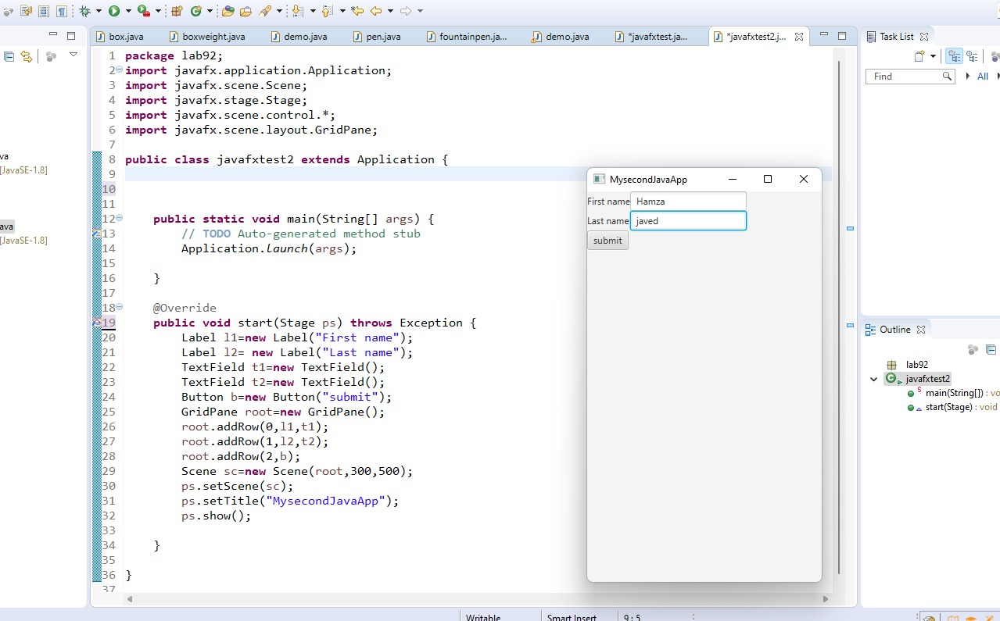 box.java boxweight.java demo.java pen.java fountainpen.ja... demo.java *javafxtest.ja... *javafxtest2.j... Task List
Find All
va
[JavaSE-1.8]
ava
[JavaSE-1.8]
1 package lab92;
2 import javafx.application.Application;
3 import javafx.scene.Scene;
4 import javafx.stage.Stage;
5 import javafx.scene.control.*;
6 import javafx.scene.layout.GridPane;
7
8 public class javafxtest2 extends Application {
9
10
11
12 public static void main(String[] args) {
13 // TODO Auto-generated method stub
14 Application.launch(args);
15
16 }
17
18 @Override
19 public void start(Stage ps) throws Exception {
20 Label l1=new Label("First name");
21 Label l2= new Label("Last name");
22 TextField t1=new TextField();
23 TextField t2=new TextField();
24 Button b=new Button("submit");
25 GridPane root=new GridPane();
26 root.addRow(0,l1,t1);
27 root.addRow(1,l2,t2);
28 root.addRow(2,b);
29 Scene sc=new Scene(root,300,500);
30 ps.setScene(sc);
31 ps.setTitle("MysecondJavaApp");
32 ps.show();
33
34 }
35
36 }
37
MysecondJavaApp
First name Hamza
Last name javed
submit
Outline
lab92
javafxtest2
main(String[]) : vo
start(Stage) : void
Writable Smart Insert 9 : 5